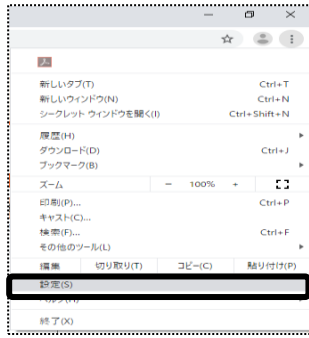 新しいタブ(T) Ctrl+T
新しいウィンドウ(N) Ctrl+N
シークレット ウィンドウを開く(I) Ctrl+Shift+N
履歴(H)
ダウンロード(D) Ctrl+J
ブックマーク(B)
ズーム − 100% +
印刷(P)... Ctrl+P
キャスト(C)...
検索(F)... Ctrl+F
その他のツール(L)
編集 切り取り(T) コピー(C) 貼り付け(P)
設定(S)
終了(X)